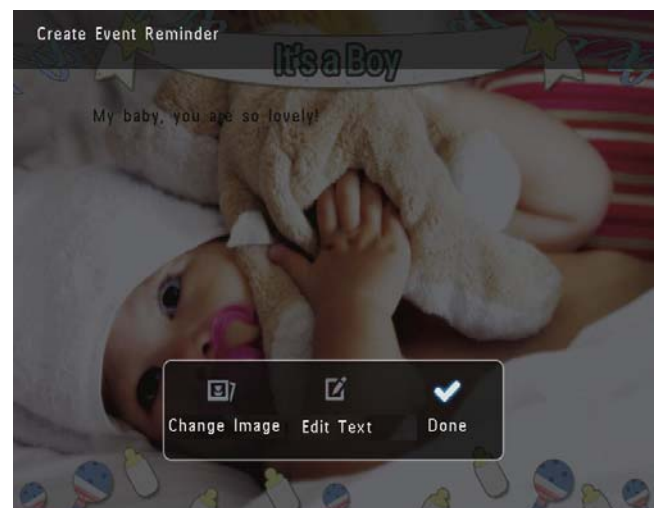 Create Event Reminder
It's a Boy
My baby, you are so lovely!
Change Image
Edit Text
Done